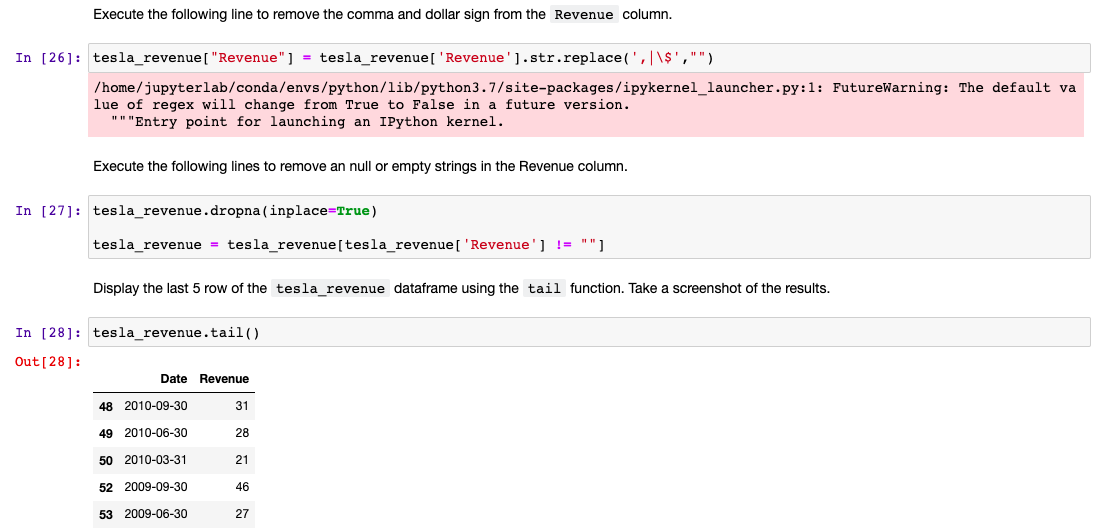 Execute the following line to remove the comma and dollar sign from the Revenue column.
In [26]: tesla_revenue["Revenue"] = tesla_revenue['Revenue'].str.replace(',|\$',"")
/home/jupyterlab/conda/envs/python/lib/python3.7/site-packages/ipykernel_launcher.py:1: FutureWarning: The default va
lue of regex will change from True to False in a future version.
"""Entry point for launching an IPython kernel.
Execute the following lines to remove an null or empty strings in the Revenue column.
In [27]: tesla_revenue.dropna(inplace=True)
tesla_revenue = tesla_revenue[tesla_revenue['Revenue'] != ""]
Display the last 5 row of the tesla_revenue dataframe using the tail function. Take a screenshot of the results.
In [28]: tesla_revenue.tail()
Out[28]:
Date Revenue
48 2010-09-30 31
49 2010-06-30 28
50 2010-03-31 21
52 2009-09-30 46
53 2009-06-30 27